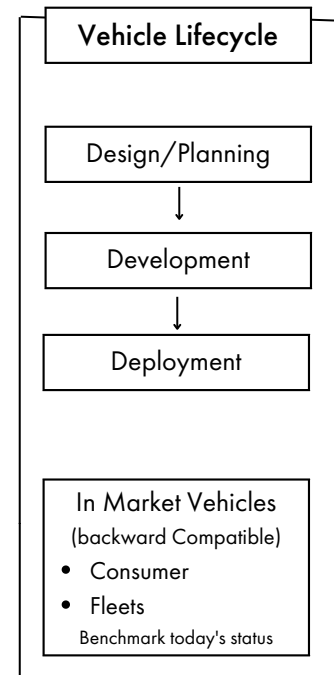 Vehicle Lifecycle
Design/Planning
Development
Deployment
In Market Vehicles
(backward Compatible)
• Consumer
• Fleets
Benchmark today's status